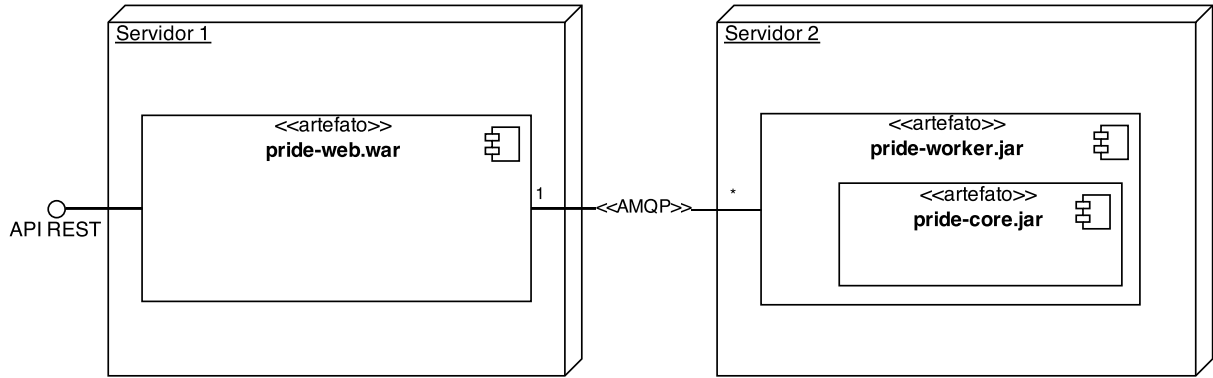 Servidor 1
<<artefato>>
pride-web.war
API REST
1
<<AMQP>>
*
Servidor 2
<<artefato>>
pride-worker.jar
<<artefato>>
pride-core.jar